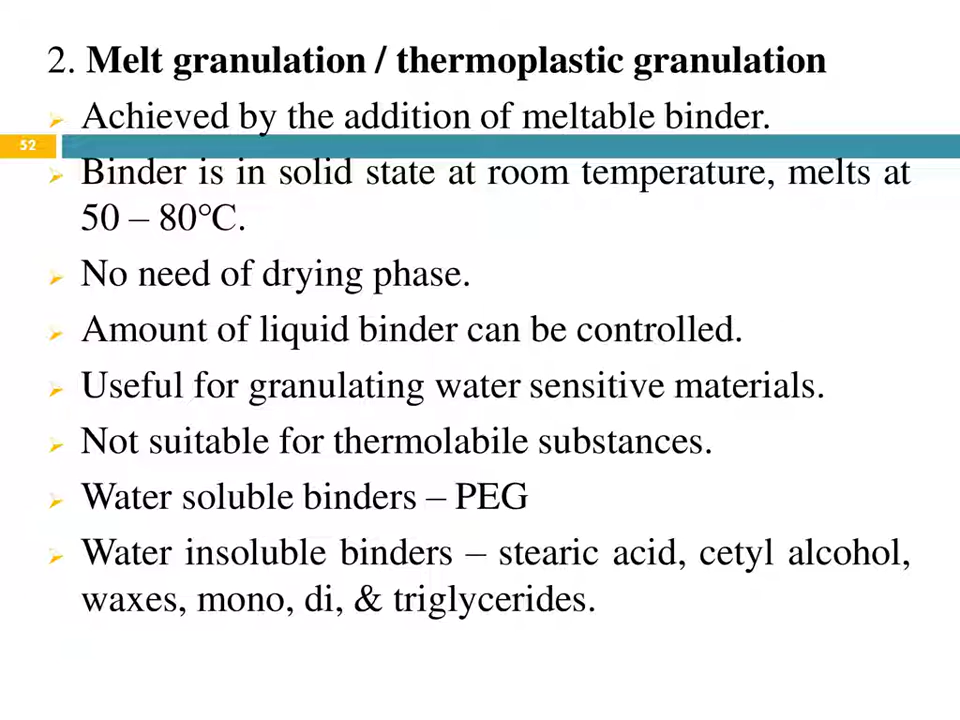 2. Melt granulation / thermoplastic granulation
Achieved by the addition of meltable binder.
52
Binder is in solid state at room temperature, melts at
50 – 80°C.
No need of drying phase.
Amount of liquid binder can be controlled.
Useful for granulating water sensitive materials.
Not suitable for thermolabile substances.
Water soluble binders – PEG
Water insoluble binders – stearic acid, cetyl alcohol,
waxes, mono, di, & triglycerides.